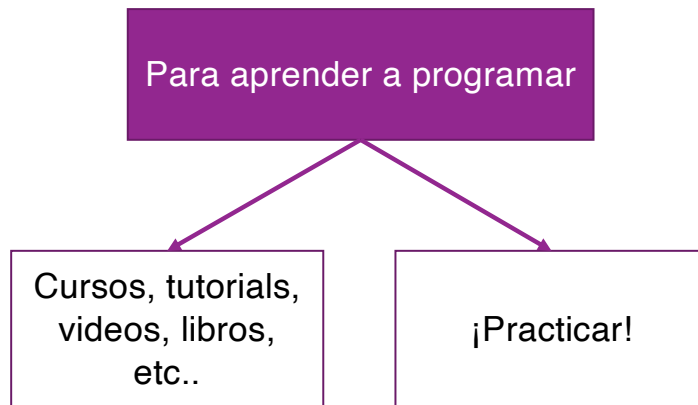 Para aprender a programar
Cursos, tutorials,
videos, libros,
etc..
¡Practicar!